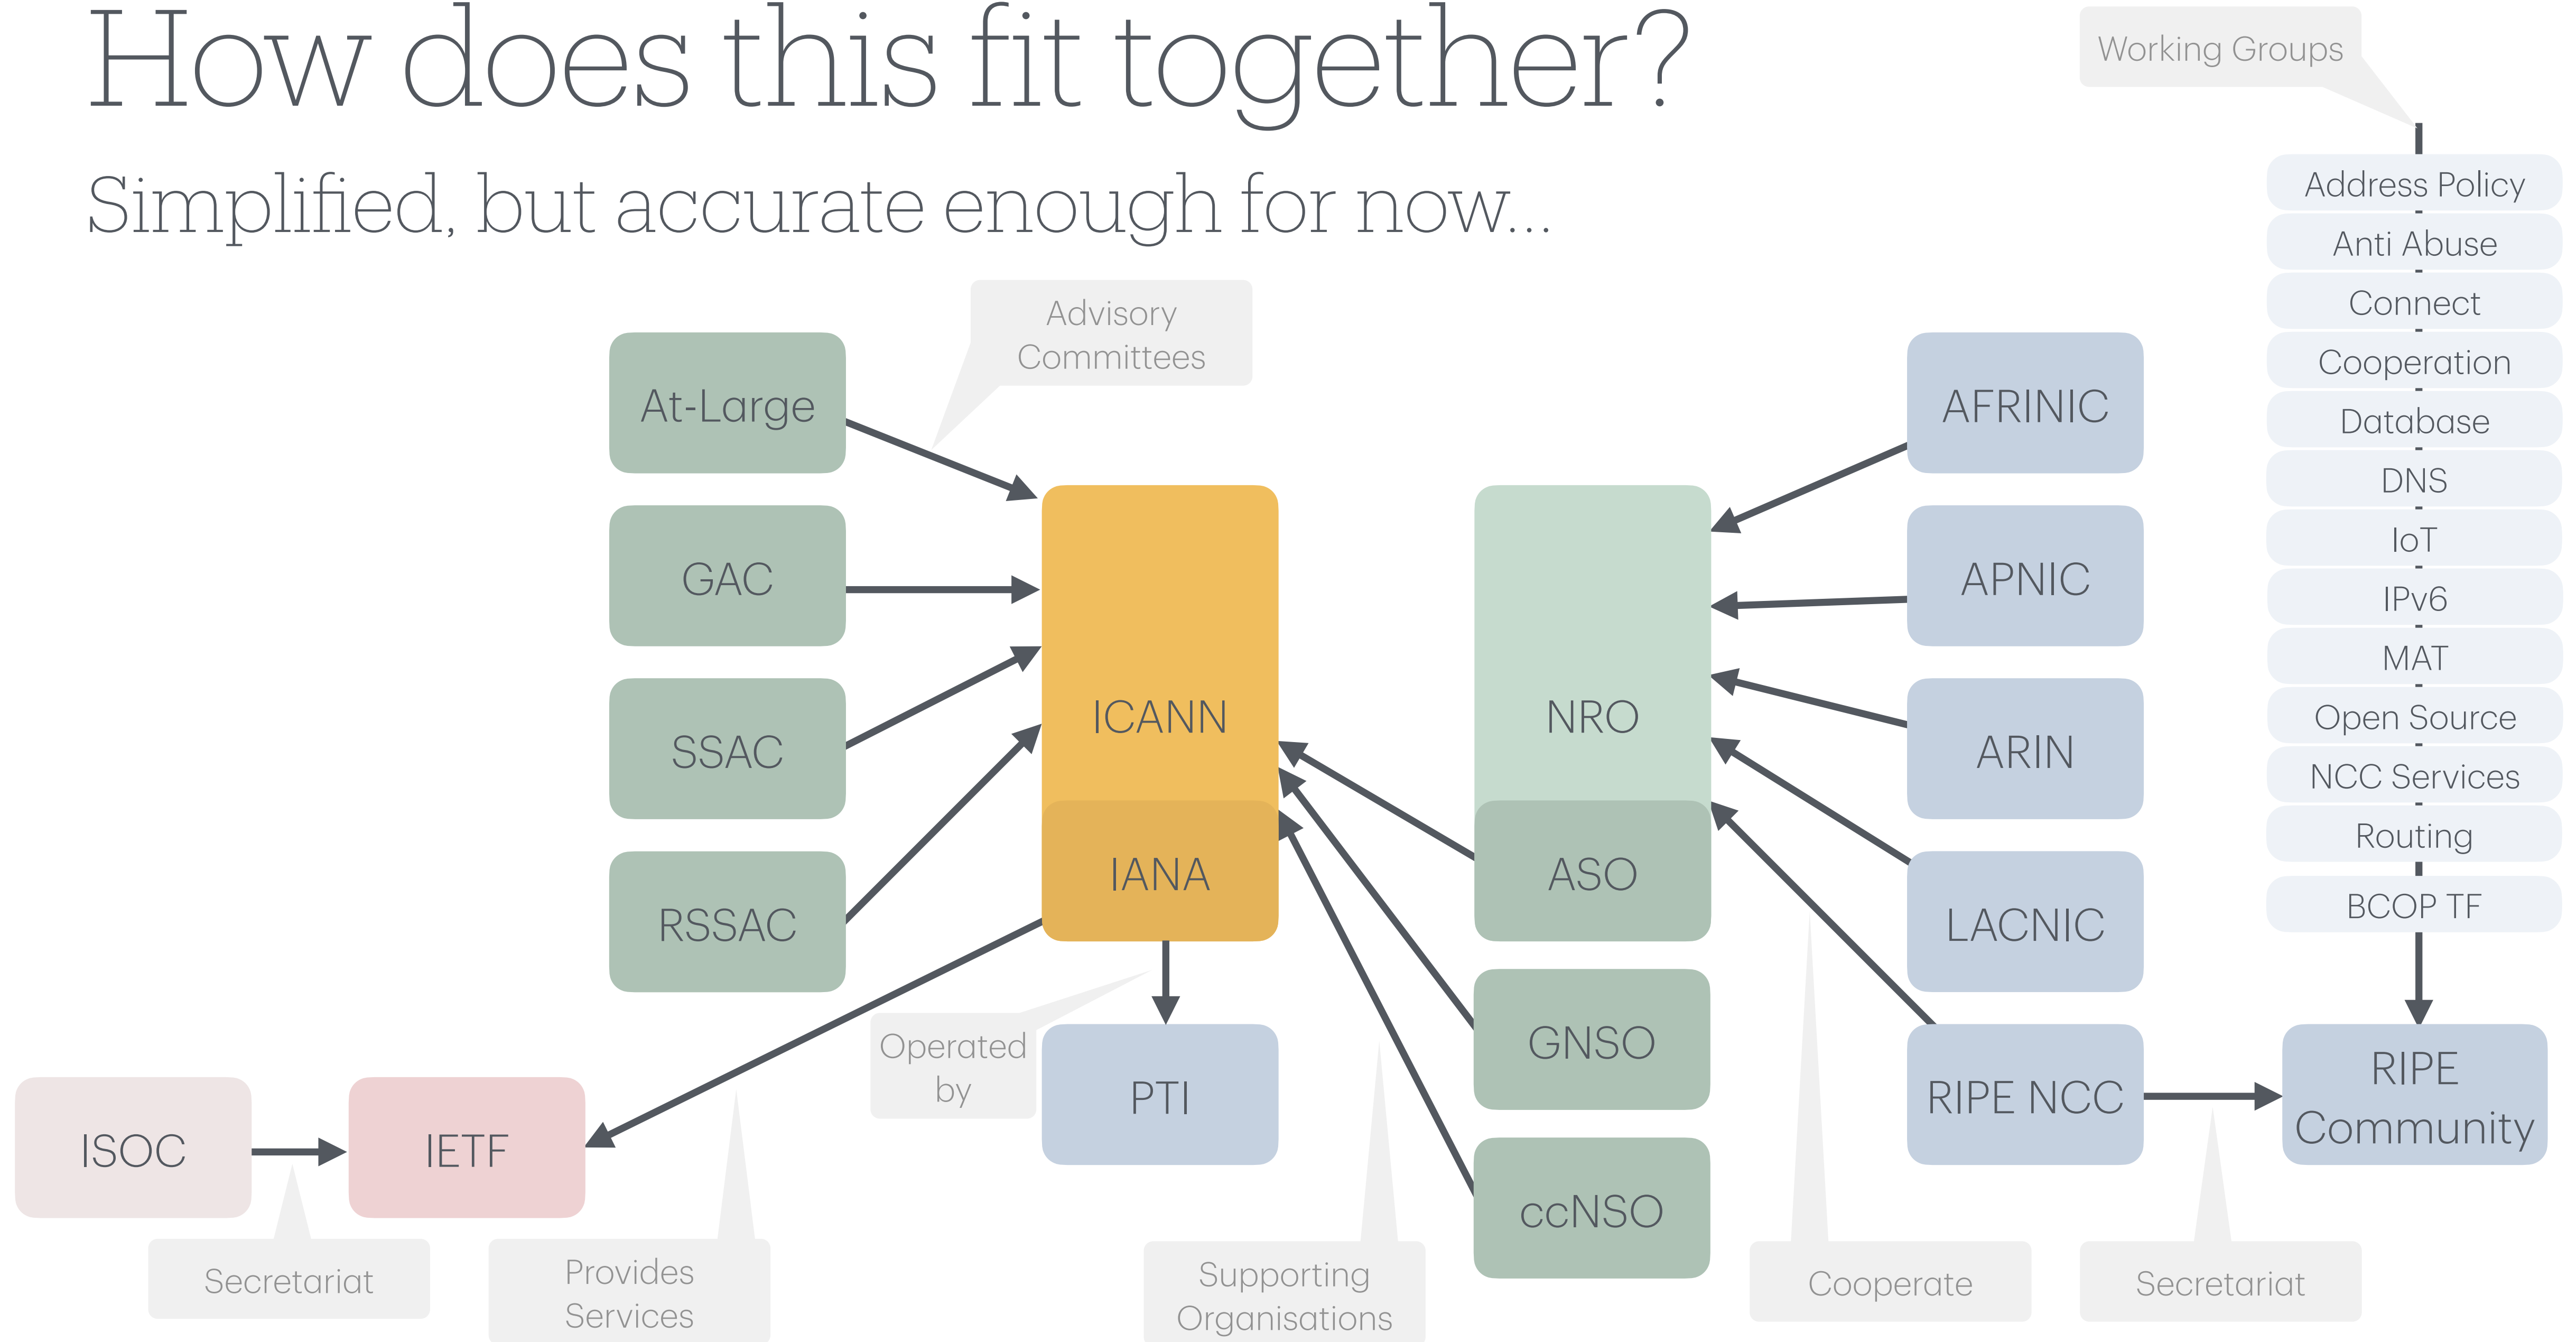 How does this fit together?
Simplified, but accurate enough for now...
Working Groups
Address Policy
Anti Abuse
Connect
Cooperation
Database
DNS
IoT
IPv6
MAT
Open Source
NCC Services
Routing
BCOP TF
RIPE
Community
Advisory
Committees
At-Large
GAC
SSAC
RSSAC
ICANN
IANA
Operated
by
PTI
NRO
ASO
GNSO
ccNSO
AFRINIC
APNIC
ARIN
LACNIC
RIPE NCC
ISOC
IETF
Secretariat
Provides
Services
Supporting
Organisations
Cooperate
Secretariat